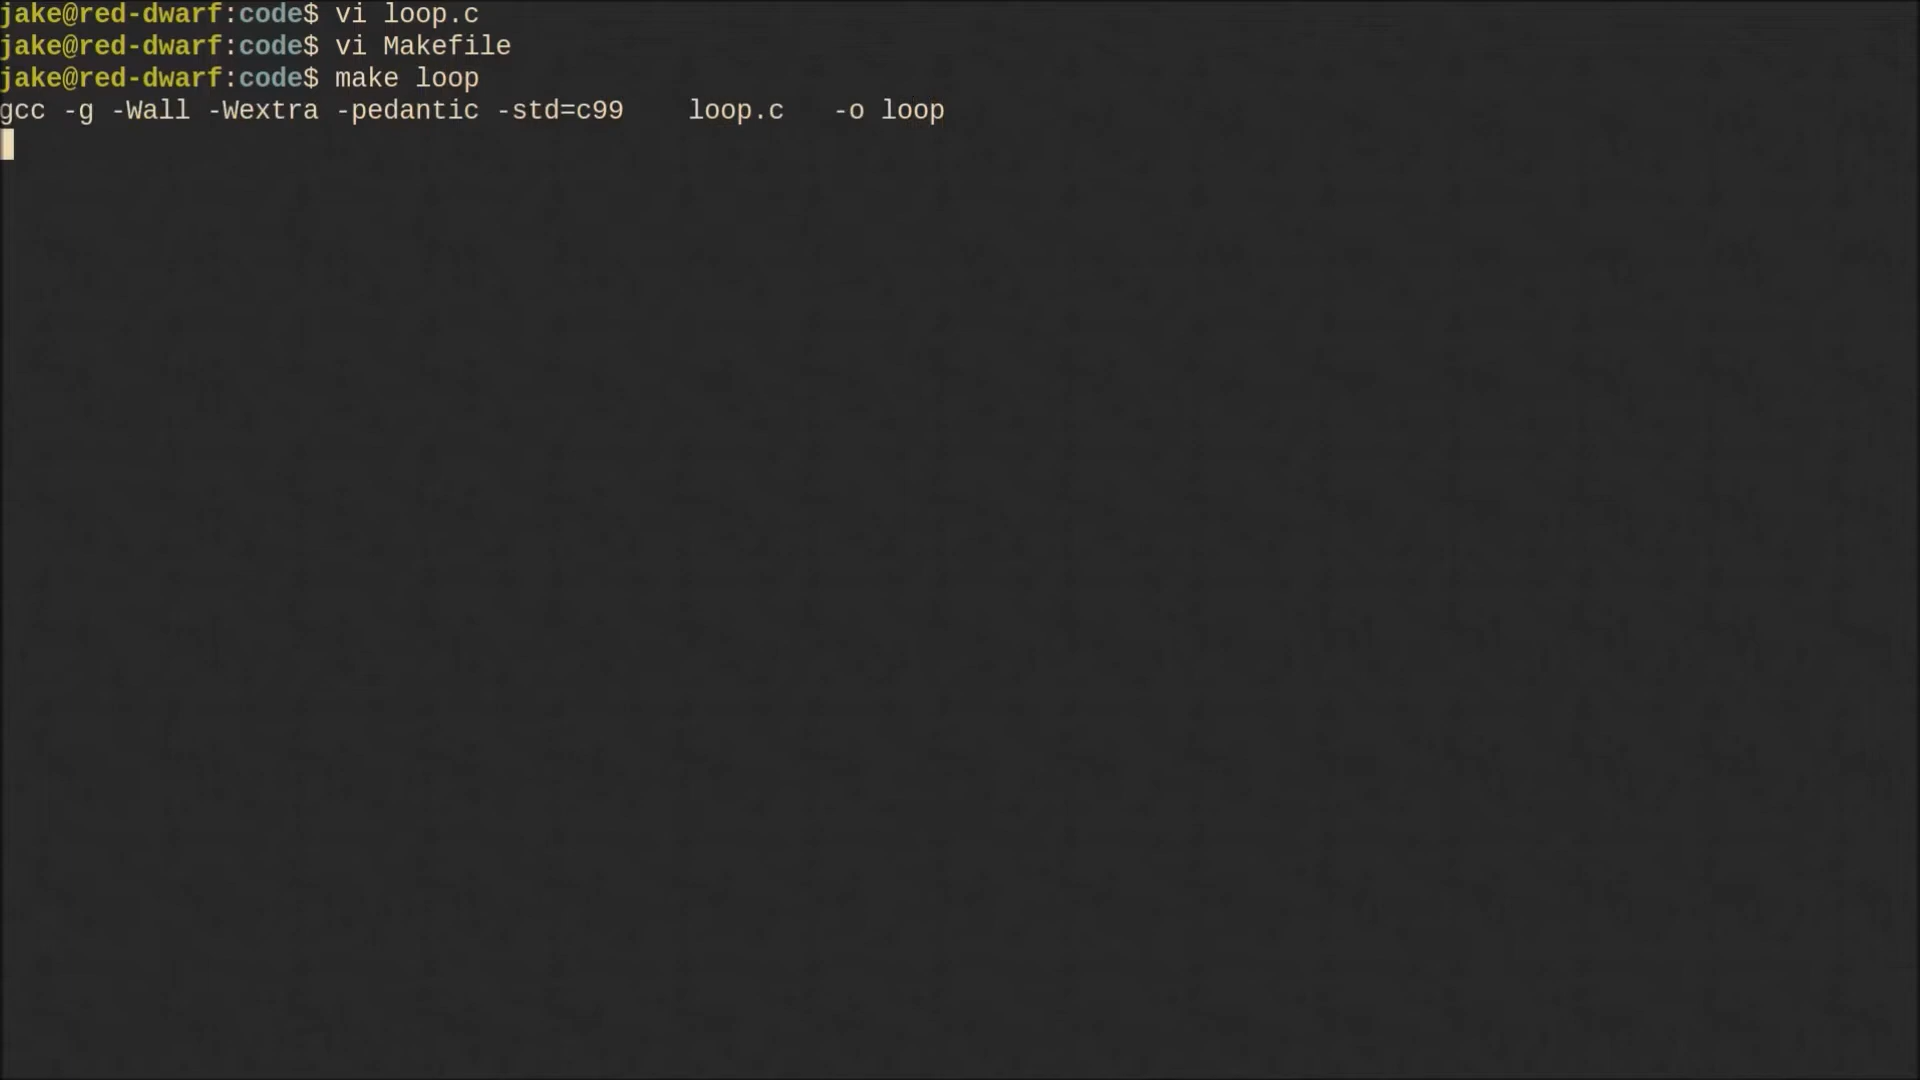 jake@red-dwarf:code$ vi loop.c
jake@red-dwarf:code$ vi Makefile
jake@red-dwarf:code$ make loop
gcc -g -Wall -Wextra -pedantic -std=c99    loop.c   -o loop